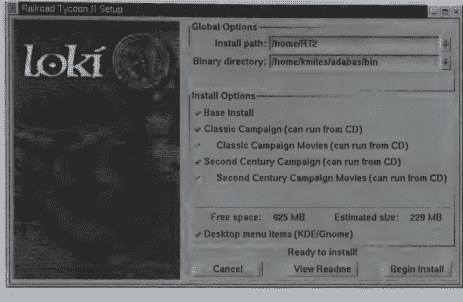 Railroad Tycoon II Setup
loki
Global Options
Install path: /home/RT2
Binary directory: /home/kmiles/adabas/bin
Install Options
Base Install
Classic Campaign (can run from CD)
Classic Campaign Movies (can run from CD)
Second Century Campaign (can run from CD)
Second Century Campaign Movies (can run from CD)
Free space: 625 MB Estimated size: 229 MB
Desktop menu items (KDE/Gnome)
Ready to install!
Cancel View Readme Begin Install